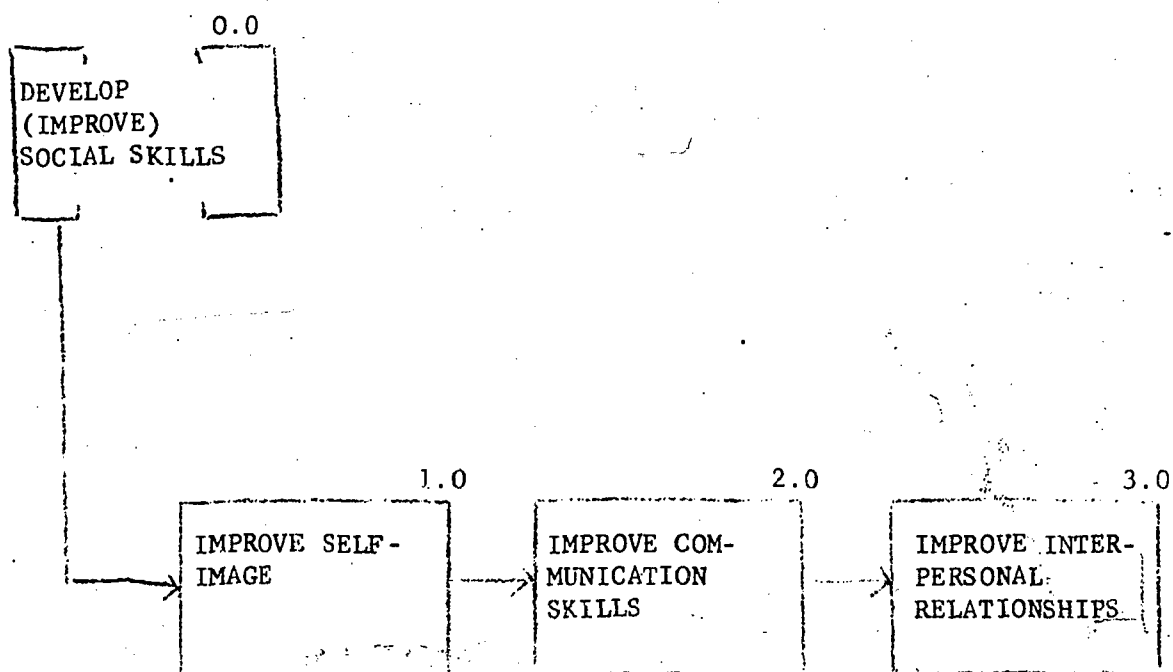 0.0
DEVELOP
(IMPROVE)
SOCIAL SKILLS
1.0
IMPROVE SELF-
IMAGE
2.0
IMPROVE COM-
MUNICATION
SKILLS
3.0
IMPROVE INTER-
PERSONAL
RELATIONSHIPS